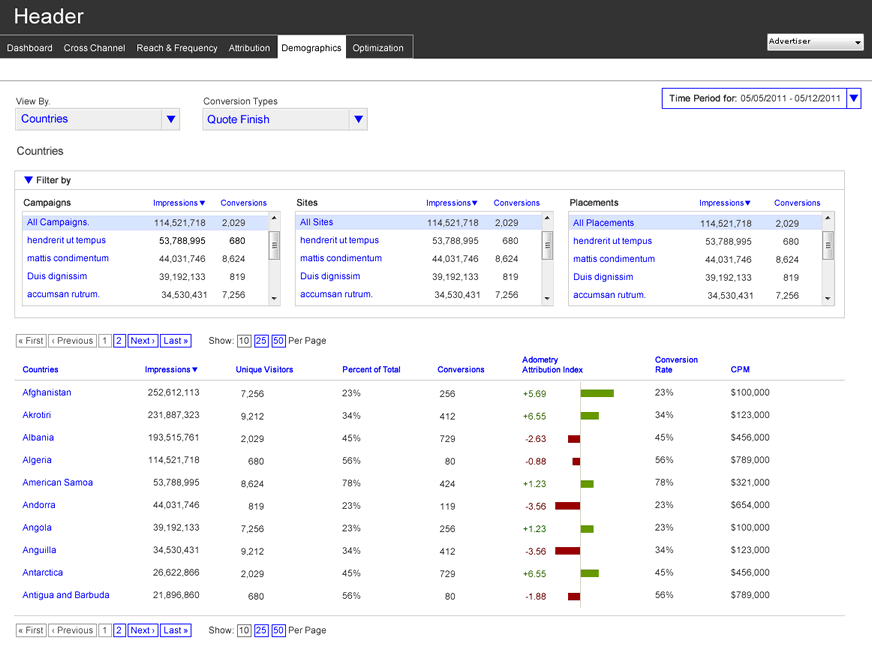 Header
Dashboard Cross Channel Reach & Frequency Attribution Demographics Optimization
Advertiser
View By. Conversion Types
Countries Quote Finish
Time Period for: 05/05/2011 - 05/12/2011
Countries
Filter by
Campaigns Impressions Conversions Sites Impressions Conversions Placements Impressions Conversions
All Campaigns. 114,521,718 2,029 All Sites 114,521,718 2,029 All Placements 114,521,718 2,029
hendrerit ut tempus 53,788,995 680 hendrerit ut tempus 53,788,995 680 hendrerit ut tempus 53,788,995 680
mattis condimentum 44,031,746 8,624 mattis condimentum 44,031,746 8,624 mattis condimentum 44,031,746 8,624
Duis dignissim 39,192,133 819 Duis dignissim 39,192,133 819 Duis dignissim 39,192,133 819
accumsan rutrum. 34,530,431 7,256 accumsan rutrum. 34,530,431 7,256 accumsan rutrum. 34,530,431 7,256
« First ‹ Previous 1 2 Next › Last » Show: 10 25 50 Per Page
Countries Impressions Unique Visitors Percent of Total Conversions Adometry Attribution Index Conversion Rate CPM
Afghanistan 252,612,113 7,256 23% 256 +5.69 23% $100,000
Akrotiri 231,887,323 9,212 34% 412 +6.55 34% $123,000
Albania 193,515,761 2,029 45% 729 -2.63 45% $456,000
Algeria 114,521,718 680 56% 80 -0.88 56% $789,000
American Samoa 53,788,995 8,624 78% 424 +1.23 78% $321,000
Andorra 44,031,746 819 23% 119 -3.56 23% $654,000
Angola 39,192,133 7,256 23% 256 +1.23 23% $100,000
Anguilla 34,530,431 9,212 34% 412 -3.56 34% $123,000
Antarctica 26,622,866 2,029 45% 729 +6.55 45% $456,000
Antigua and Barbuda 21,896,860 680 56% 80 -1.88 56% $789,000
« First ‹ Previous 1 2 Next › Last » Show: 10 25 50 Per Page